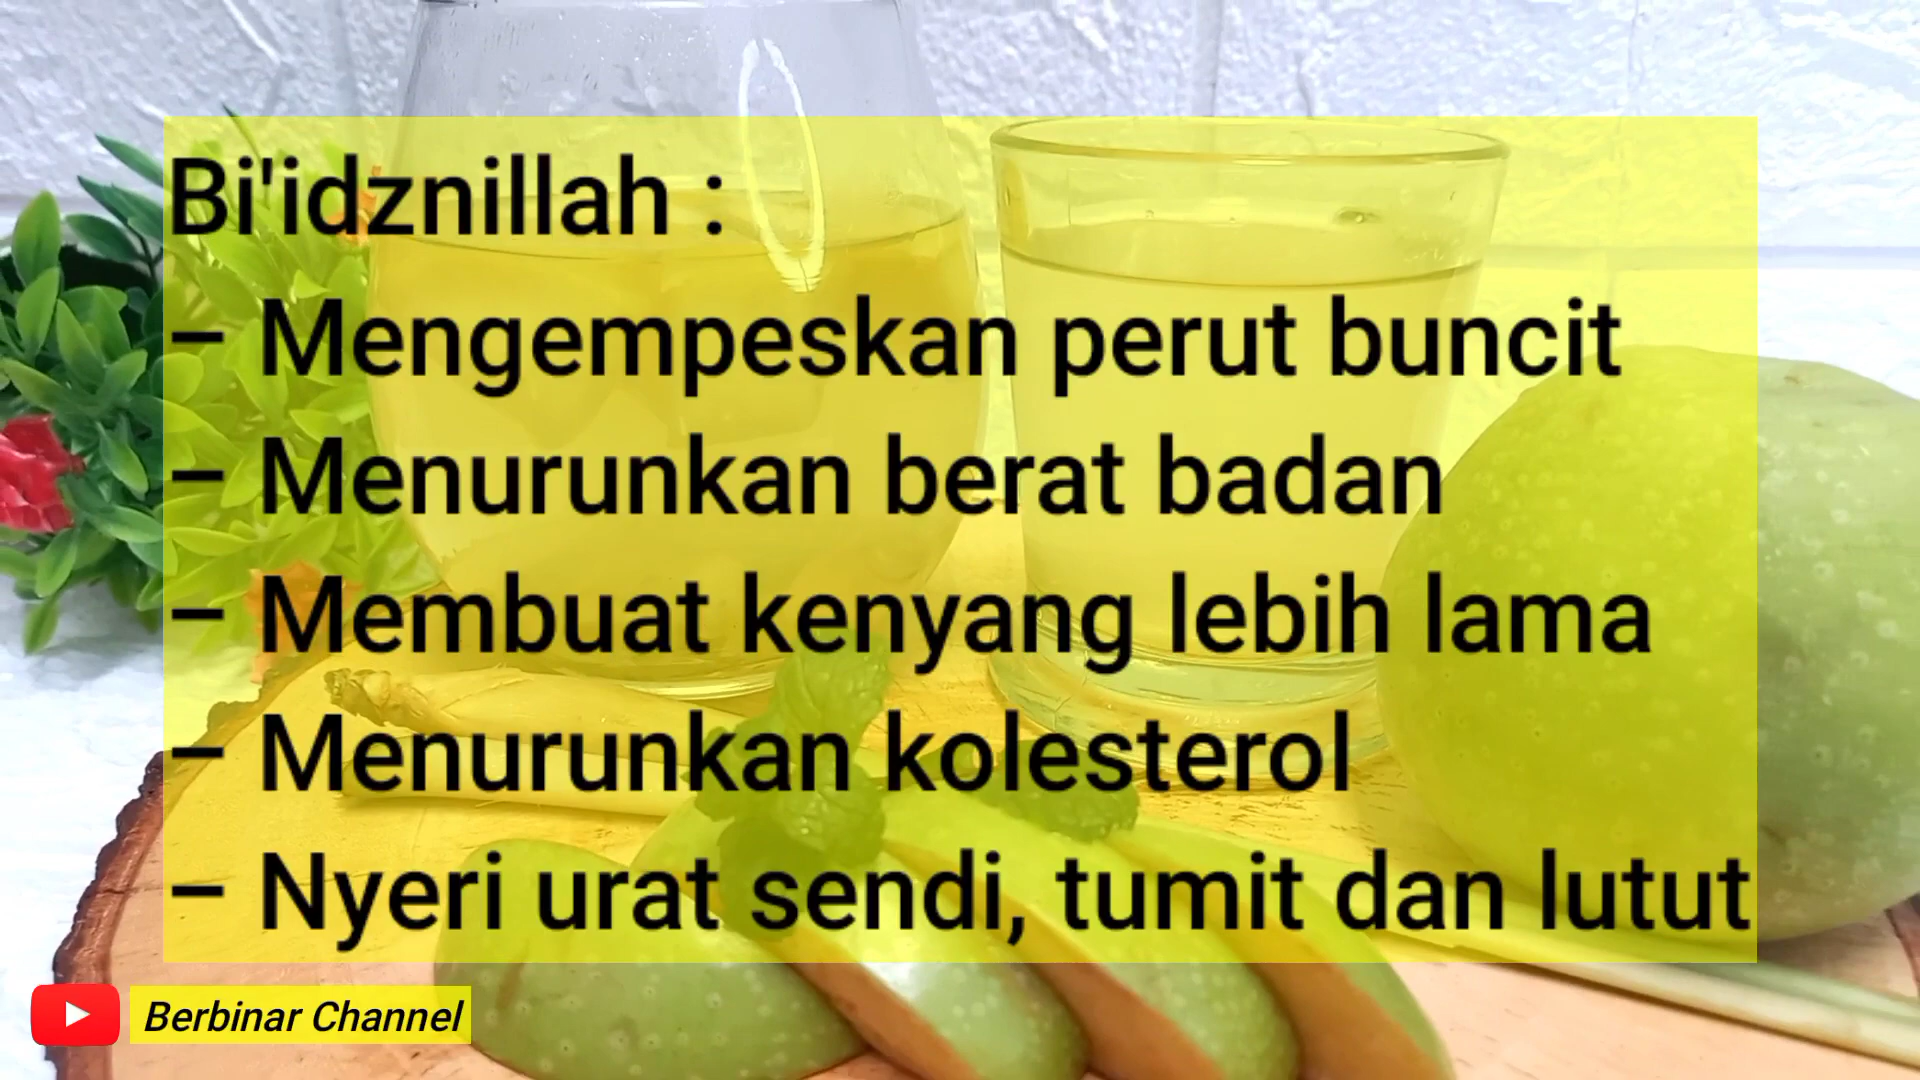 Bi'idznillah :
– Mengempeskan perut buncit
– Menurunkan berat badan
– Membuat kenyang lebih lama
– Menurunkan kolesterol
– Nyeri urat sendi, tumit dan lutut
Berbinar Channel